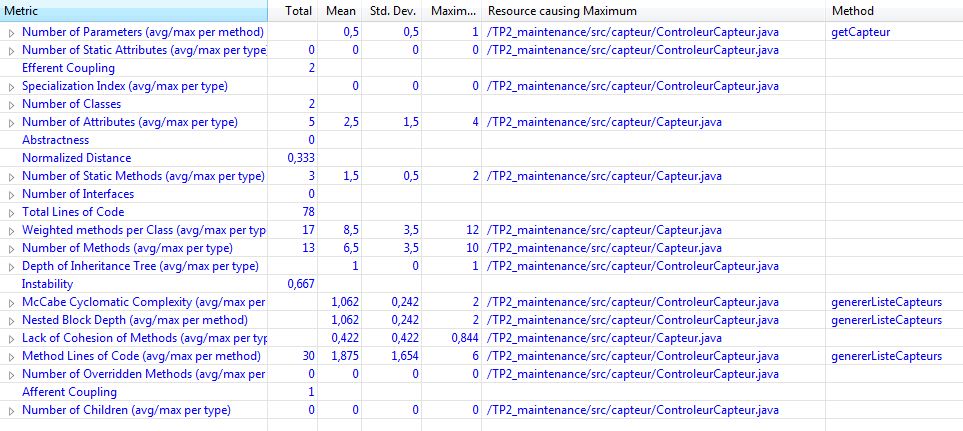 Metric Total Mean Std. Dev. Maxim... Resource causing Maximum Method
Number of Parameters (avg/max per method) 0,5 0,5 1 /TP2_maintenance/src/capteur/ControleurCapteur.java getCapteur
Number of Static Attributes (avg/max per type) 0 0 0 0 /TP2_maintenance/src/capteur/ControleurCapteur.java
Efferent Coupling 2
Specialization Index (avg/max per type) 0 0 0 /TP2_maintenance/src/capteur/ControleurCapteur.java
Number of Classes 2
Number of Attributes (avg/max per type) 5 2,5 1,5 4 /TP2_maintenance/src/capteur/Capteur.java
Abstractness 0
Normalized Distance 0,333
Number of Static Methods (avg/max per type) 3 1,5 0,5 2 /TP2_maintenance/src/capteur/Capteur.java
Number of Interfaces 0
Total Lines of Code 78
Weighted methods per Class (avg/max per typ 17 8,5 3,5 12 /TP2_maintenance/src/capteur/Capteur.java
Number of Methods (avg/max per type) 13 6,5 3,5 10 /TP2_maintenance/src/capteur/Capteur.java
Depth of Inheritance Tree (avg/max per type) 1 0 1 /TP2_maintenance/src/capteur/ControleurCapteur.java
Instability 0,667
McCabe Cyclomatic Complexity (avg/max per 1,062 0,242 2 /TP2_maintenance/src/capteur/ControleurCapteur.java genererListeCapteurs
Nested Block Depth (avg/max per method) 1,062 0,242 2 /TP2_maintenance/src/capteur/ControleurCapteur.java genererListeCapteurs
Lack of Cohesion of Methods (avg/max per typ 0,422 0,422 0,844 /TP2_maintenance/src/capteur/Capteur.java
Method Lines of Code (avg/max per method) 30 1,875 1,654 6 /TP2_maintenance/src/capteur/ControleurCapteur.java genererListeCapteurs
Number of Overridden Methods (avg/max per 0 0 0 0 /TP2_maintenance/src/capteur/ControleurCapteur.java
Afferent Coupling 1
Number of Children (avg/max per type) 0 0 0 0 /TP2_maintenance/src/capteur/ControleurCapteur.java